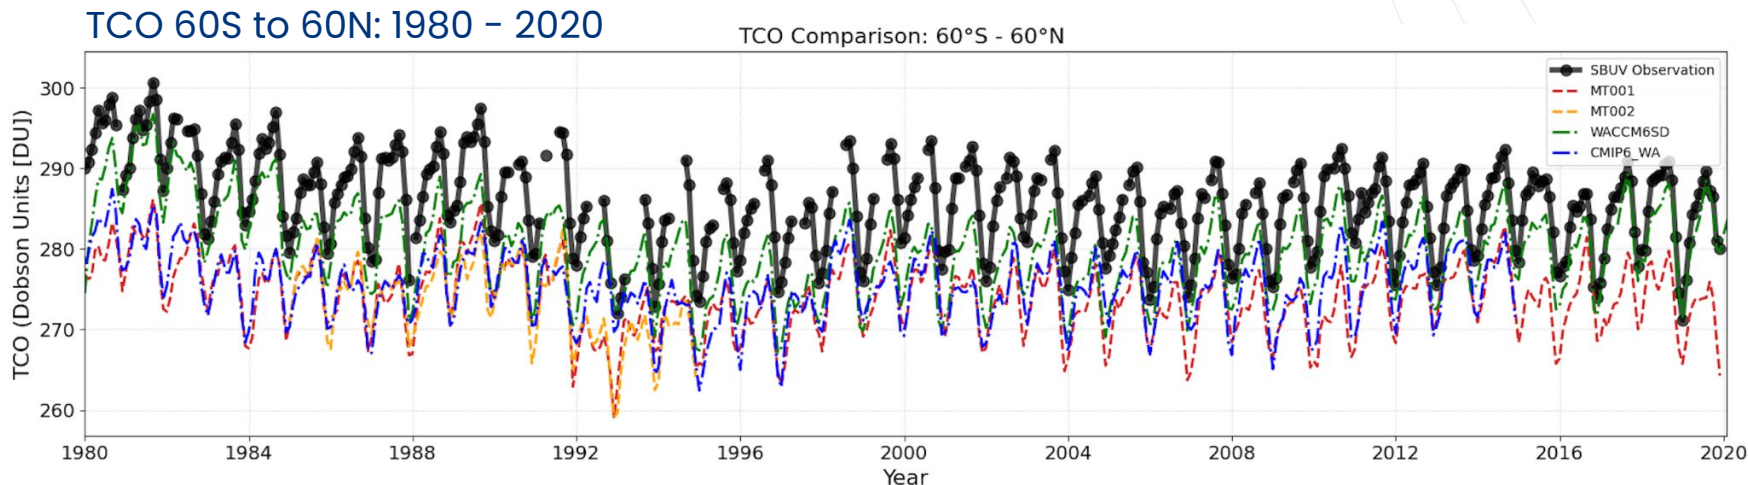 TCO 60S to 60N: 1980 - 2020
TCO Comparison: 60°S - 60°N
TCO (Dobson Units [DU])
300
290
280
270
260
SBUV Observation
MT001
MT002
WACCM6SD
CMIP6_WA
1980 1984 1988 1992 1996 2000 2004 2008 2012 2016 2020
Year